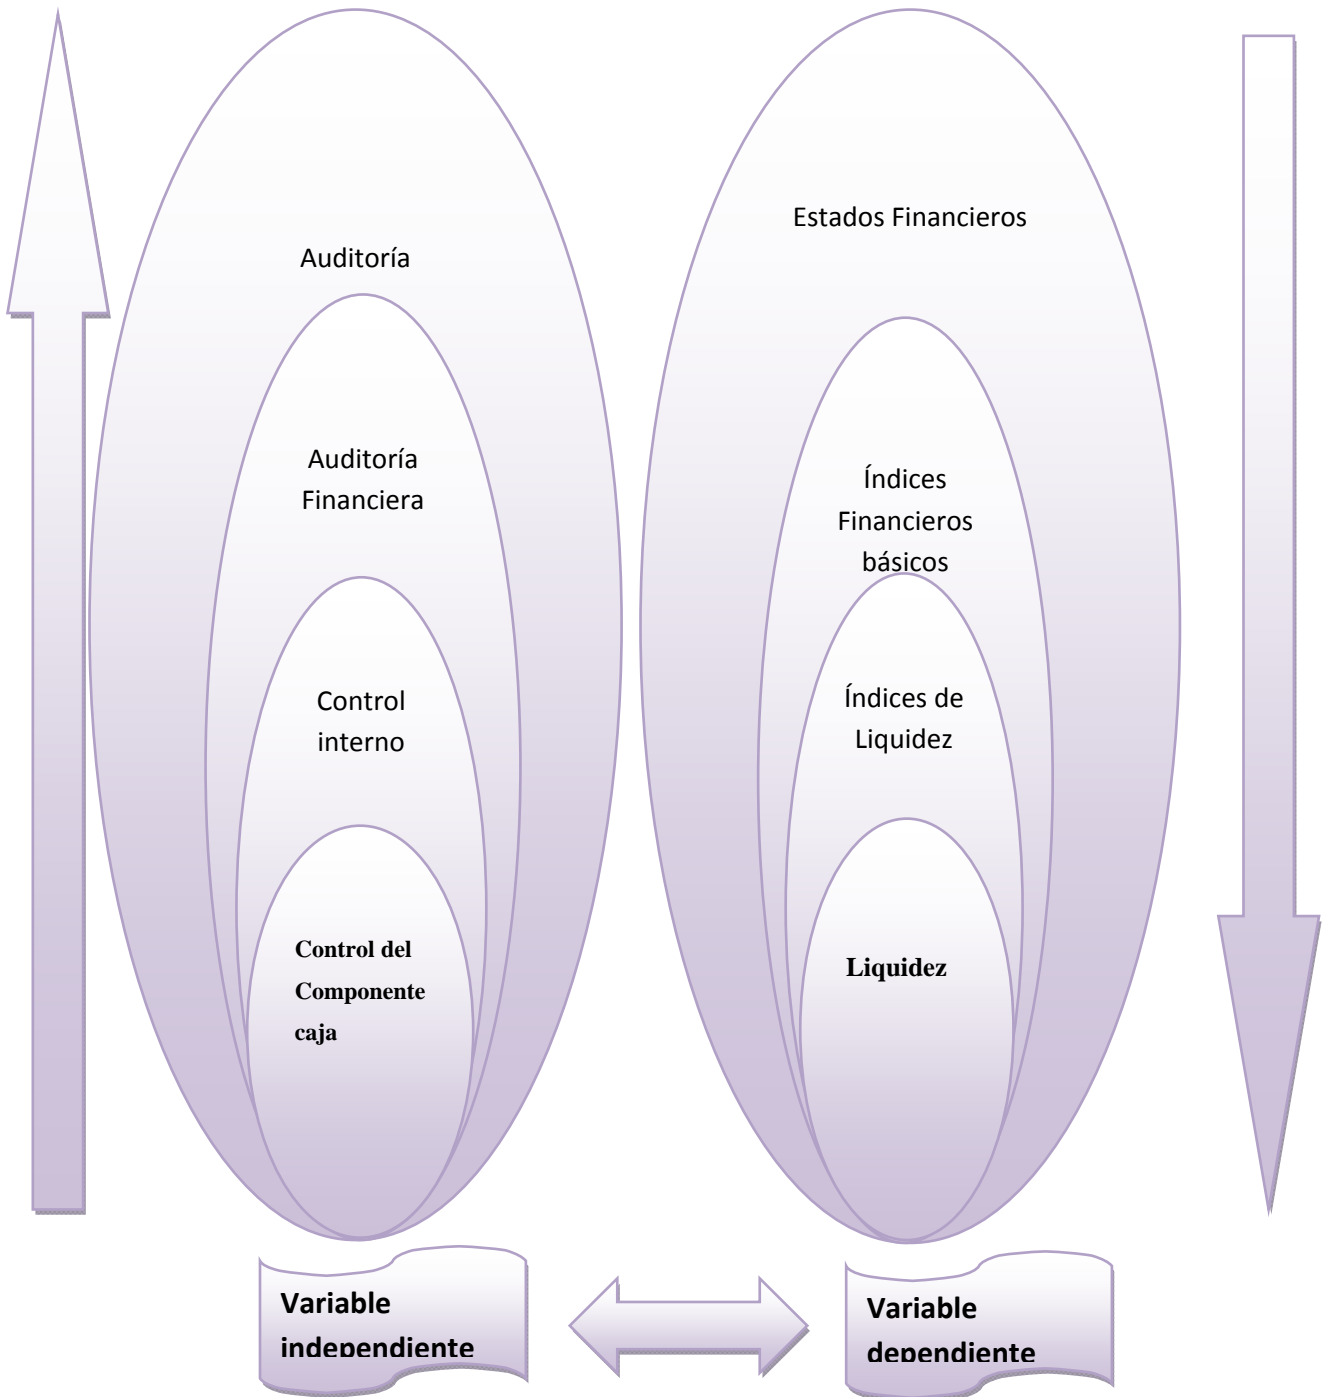 Auditoría
Auditoría
Financiera
Control
interno
Control del
Componente
caja
Estados Financieros
Índices
Financieros
básicos
Índices de
Liquidez
Liquidez
Variable
independiente
Variable
dependiente